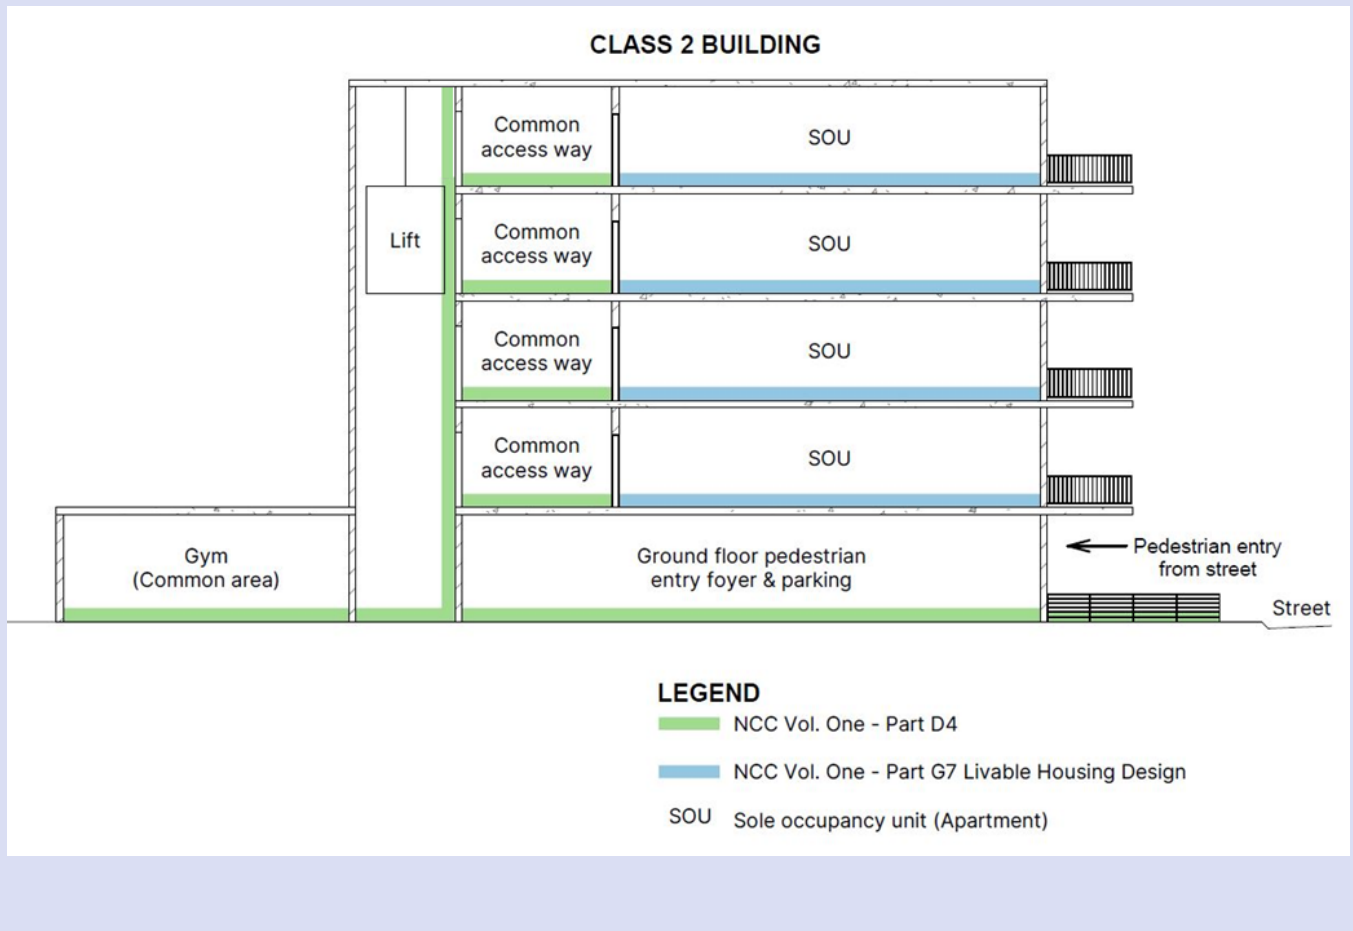 CLASS 2 BUILDING
Common
access way
SOU
Lift
Common
access way
SOU
Common
access way
SOU
Common
access way
SOU
Gym
(Common area)
Ground floor pedestrian
entry foyer & parking
Pedestrian entry
from street
Street
LEGEND
NCC Vol. One - Part D4
NCC Vol. One - Part G7 Livable Housing Design
SOU Sole occupancy unit (Apartment)